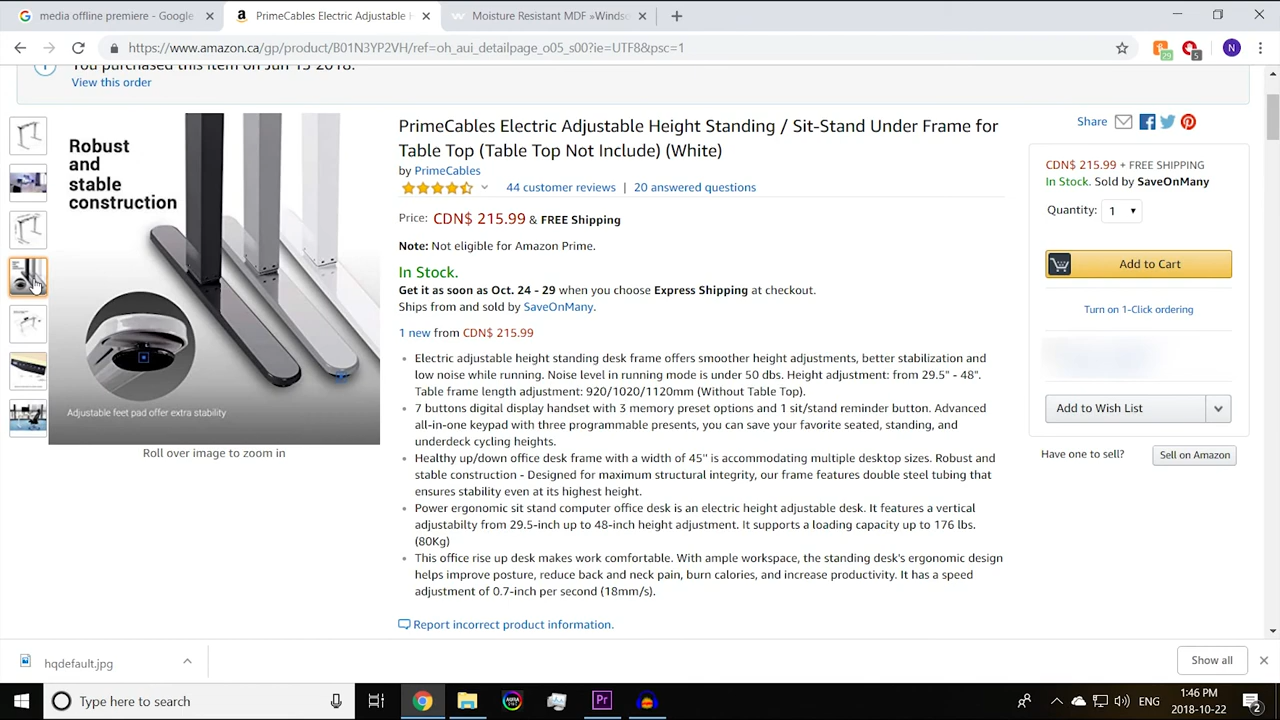 media offline premiere - Google
PrimeCables Electric Adjustable H
Moisture Resistant MDF »Windso
https://www.amazon.ca/gp/product/B01N3YP2VH/ref=oh_aui_detailpage_o05_s00?ie=UTF8&psc=1
29
5
N
You purchased this item on Jun 15 2018.
View this order
Robust
and
stable
construction
Adjustable feet pad offer extra stability
Roll over image to zoom in
PrimeCables Electric Adjustable Height Standing / Sit-Stand Under Frame for
Table Top (Table Top Not Include) (White)
by PrimeCables
44 customer reviews | 20 answered questions
Price: CDN$ 215.99 & FREE Shipping
Note: Not eligible for Amazon Prime.
In Stock.
Get it as soon as Oct. 24 - 29 when you choose Express Shipping at checkout.
Ships from and sold by SaveOnMany.
1 new from CDN$ 215.99
• Electric adjustable height standing desk frame offers smoother height adjustments, better stabilization and
low noise while running. Noise level in running mode is under 50 dbs. Height adjustment: from 29.5" - 48".
Table frame length adjustment: 920/1020/1120mm (Without Table Top).
• 7 buttons digital display handset with 3 memory preset options and 1 sit/stand reminder button. Advanced
all-in-one keypad with three programmable presents, you can save your favorite seated, standing, and
underdeck cycling heights.
• Healthy up/down office desk frame with a width of 45" is accommodating multiple desktop sizes. Robust and
stable construction - Designed for maximum structural integrity, our frame features double steel tubing that
ensures stability even at its highest height.
• Power ergonomic sit stand computer office desk is an electric height adjustable desk. It features a vertical
adjustabilty from 29.5-inch up to 48-inch height adjustment. It supports a loading capacity up to 176 lbs.
(80Kg)
• This office rise up desk makes work comfortable. With ample workspace, the standing desk's ergonomic design
helps improve posture, reduce back and neck pain, burn calories, and increase productivity. It has a speed
adjustment of 0.7-inch per second (18mm/s).
Report incorrect product information.
Share
CDN$ 215.99 + FREE SHIPPING
In Stock. Sold by SaveOnMany
Quantity: 1
Add to Cart
Turn on 1-Click ordering
Add to Wish List
Have one to sell?
Sell on Amazon
hqdefault.jpg
Show all
Type here to search
Pr
ENG
1:46 PM
2018-10-22
2